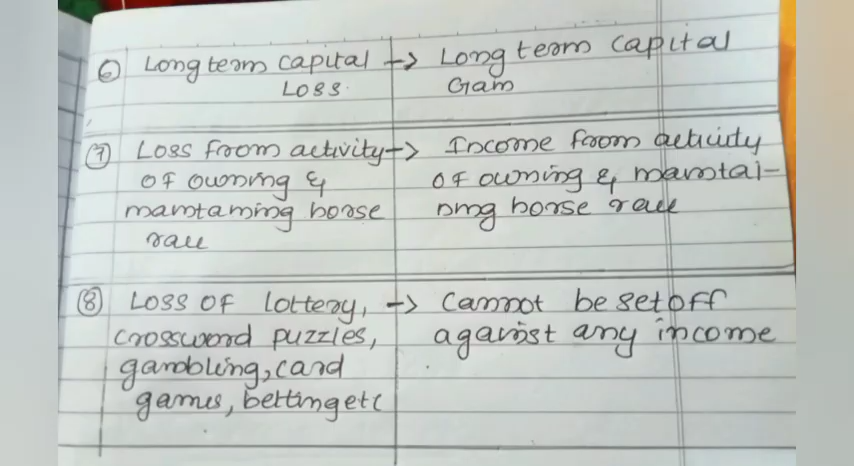 ⑥ Long term capital → Long term capital
Loss. Gain
⑦ Loss from activity → Income from activity
of owning & of owning & maintai-
maintaining horse ning horse race
race
⑧ Loss of lottery, → Cannot be set off
crossword puzzles, against any income
gambling, card
games, betting etc